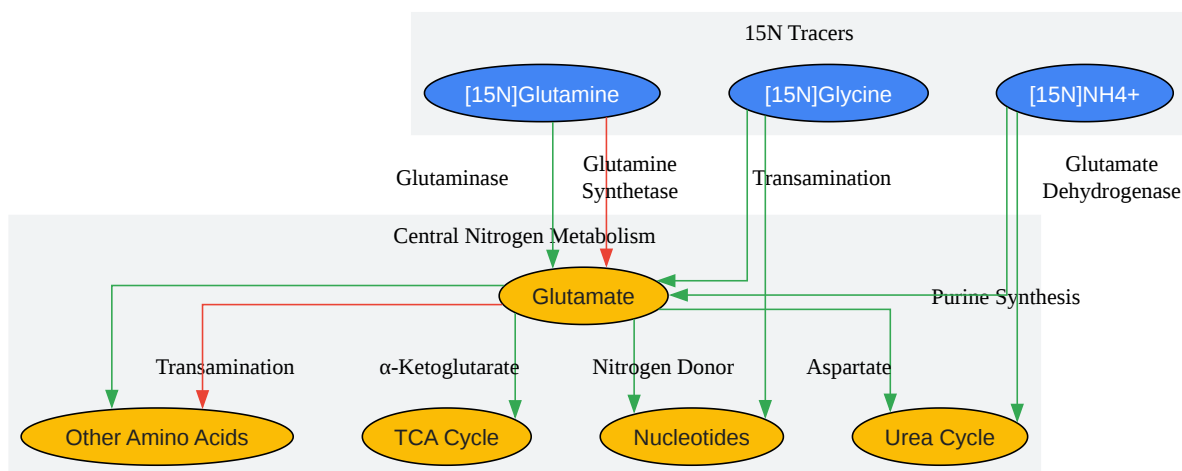 15N Tracers
[15N]Glutamine
[15N]Glycine
[15N]NH4+
Glutaminase
Glutamine
Synthetase
Transamination
Glutamate
Dehydrogenase
Central Nitrogen Metabolism
Glutamate
Purine Synthesis
Transamination
α-Ketoglutarate
Nitrogen Donor
Aspartate
Other Amino Acids
TCA Cycle
Nucleotides
Urea Cycle